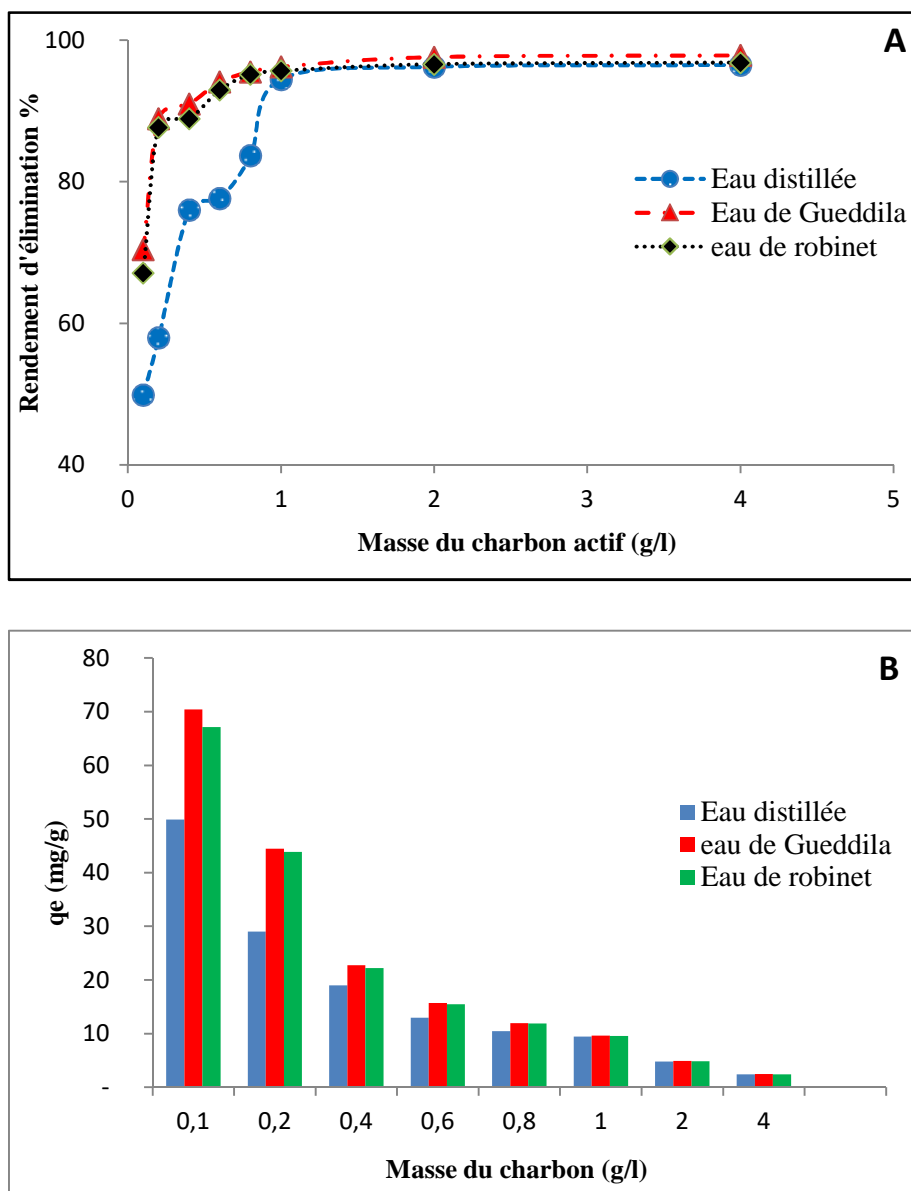 A
100
80
60
40
Rendement d'élimination %
Eau distillée
Eau de Gueddila
eau de robinet
0 1 2 3 4 5
Masse du charbon actif (g/l)
B
80
70
60
50
40
30
20
10
-
qe (mg/g)
Eau distillée
eau de Gueddila
Eau de robinet
0,1 0,2 0,4 0,6 0,8 1 2 4
Masse du charbon (g/l)